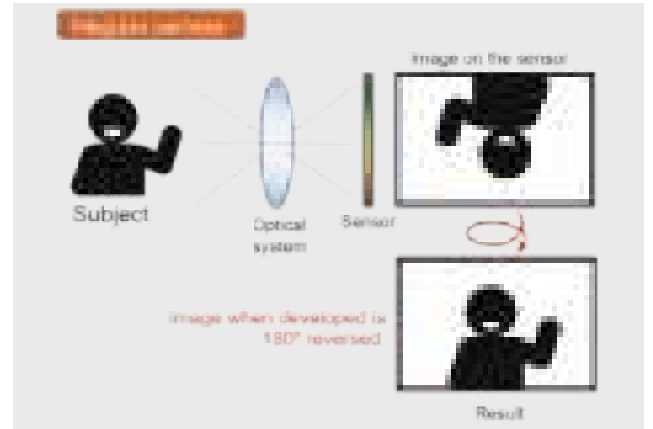 Image on the sensor
Subject
Optical
system
Sensor
Image when developed is
180° reversed
Result